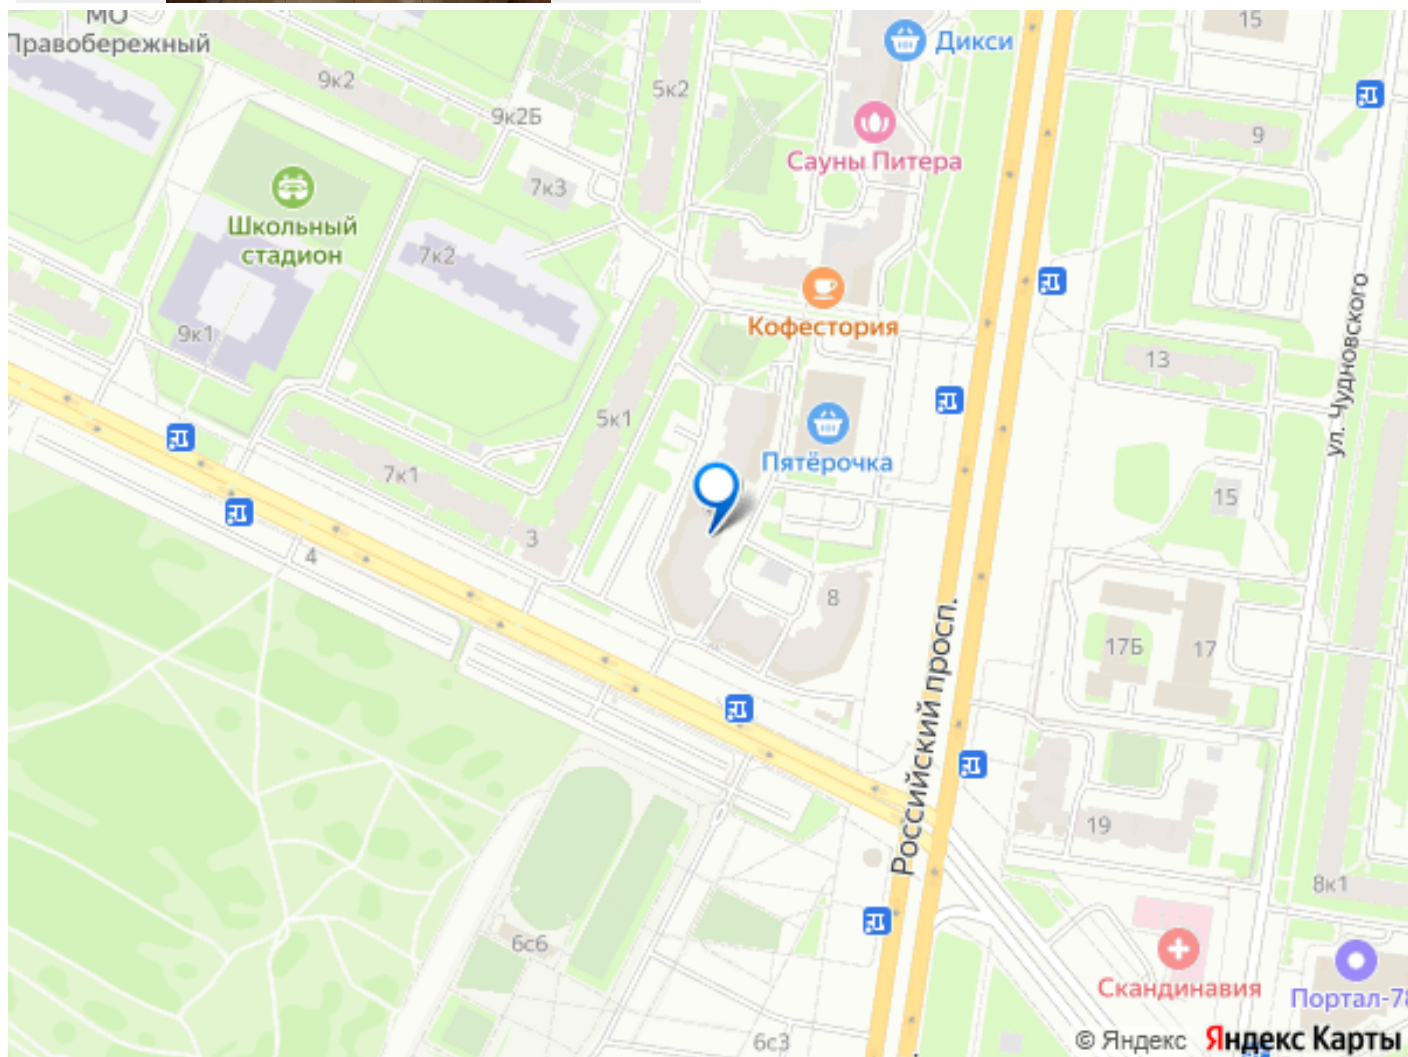 МО
Правобережный
15
Дикси
9к2
5к2
9к2Б
9
Сауны Питера
7к3
Школьный
стадион
7к2
Кофестория
9к1
13
ул. Чудновского
5к1
Пятёрочка
7к1
15
3
4
8
17Б
17
Российский просп.
19
8к1
6с6
Скандинавия
Портал-78
6с3
© Яндекс Яндекс Карты